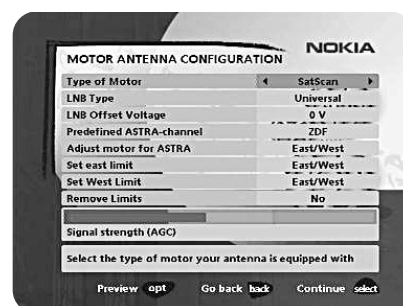 NOKIA
MOTOR ANTENNA CONFIGURATION
Type of Motor SatScan
LNB Type Universal
LNB Offset Voltage 0 V
Predefined ASTRA-channel ZDF
Adjust motor for ASTRA East/West
Set east limit East/West
Set West Limit East/West
Remove Limits No
Signal strength (AGC)
Select the type of motor your antenna is equipped with
Preview opt Go back back Continue select